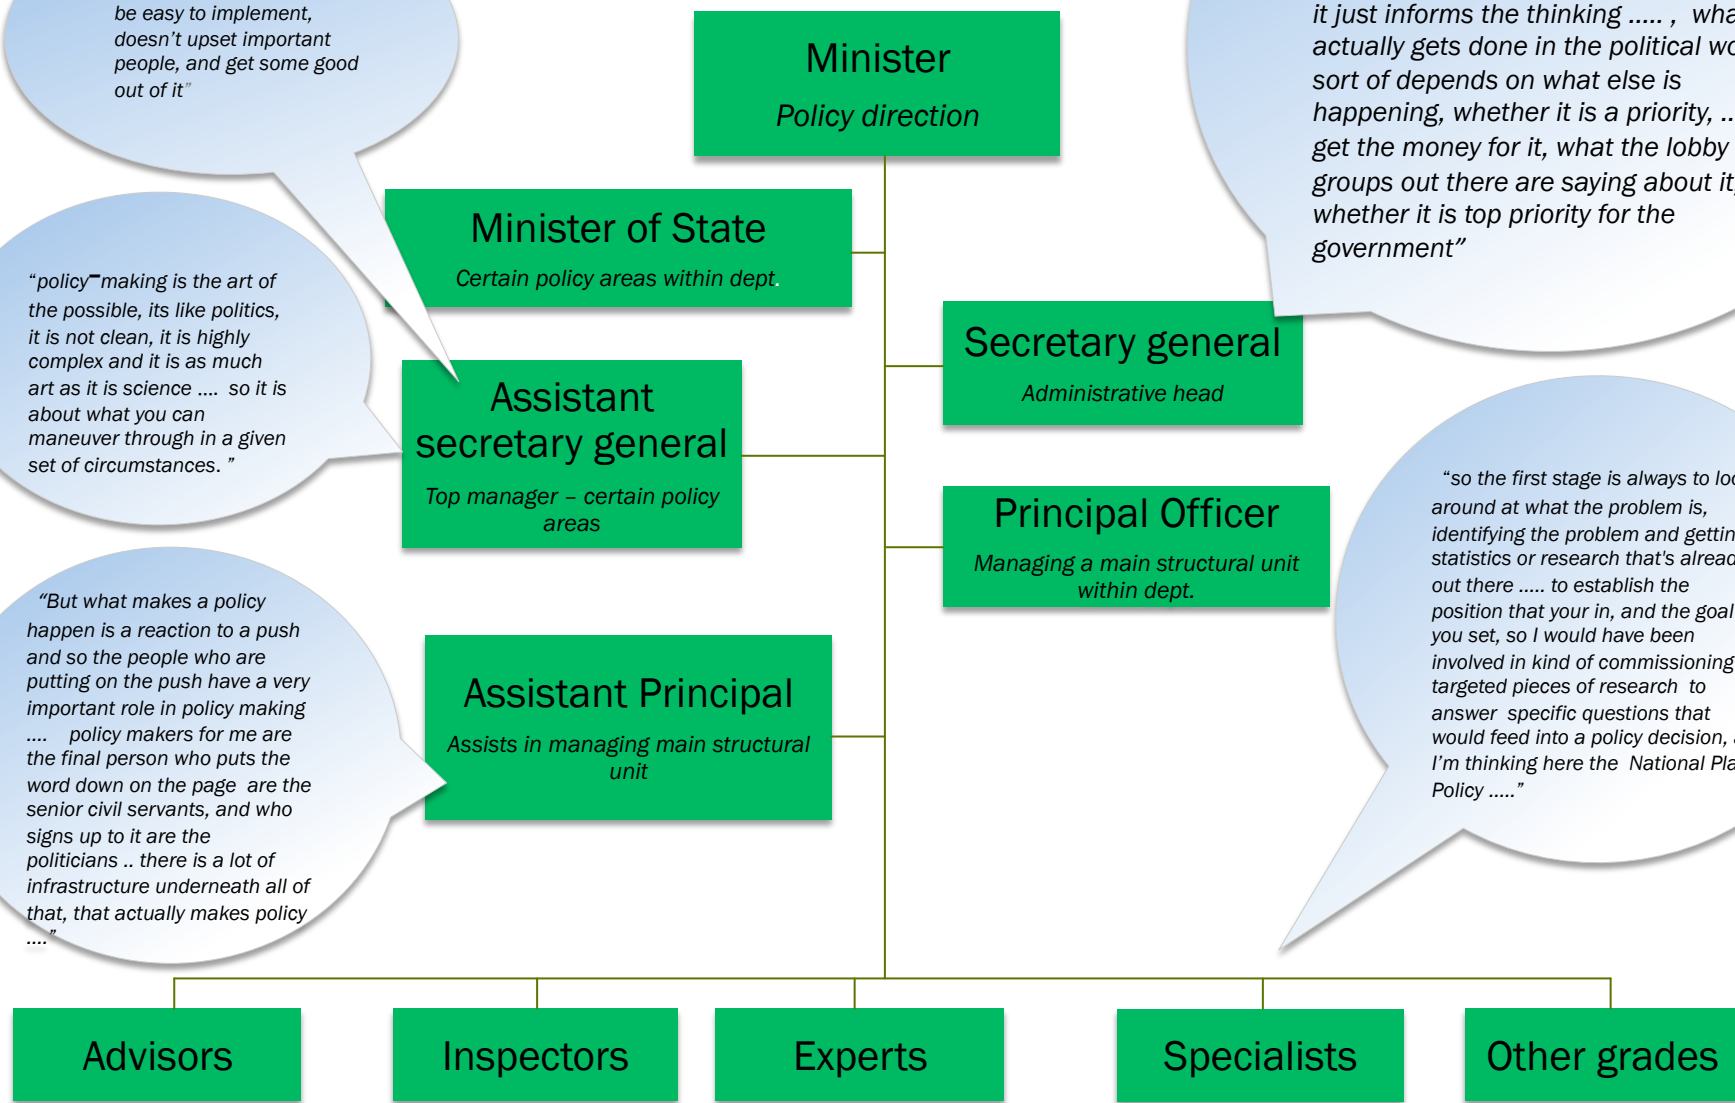 be easy to implement,
doesn’t upset important
people, and get some good
out of it”
Minister
Policy direction
it just informs the thinking ..... ,
actually gets done in the political
sort of depends on what else is
happening, whether it is a priority, ..
get the money for it, what the lobby
groups out there are saying about it,
whether it is top priority for the
government”
Minister of State
Certain policy areas within dept.
“policy-making is the art of
the possible, its like politics,
it is not clean, it is highly
complex and it is as much
art as it is science .... so it is
about what you can
maneuver through in a given
set of circumstances. ”
Secretary general
Administrative head
Assistant
secretary general
Top manager – certain policy
areas
Principal Officer
Managing a main structural unit
within dept.
“so the first stage is always to
around at what the problem is,
identifying the problem and
statistics or research that's
out there ..... to establish the
position that your in, and the goal
you set, so I would have been
involved in kind of commissioning
targeted pieces of research to
answer specific questions that
would feed into a policy decision,
I’m thinking here the National
Policy .....”
“But what makes a policy
happen is a reaction to a push
and so the people who are
putting on the push have a very
important role in policy making
.... policy makers for me are
the final person who puts the
word down on the page are the
senior civil servants, and who
signs up to it are the
politicians .. there is a lot of
infrastructure underneath all of
that, that actually makes policy
....”
Assistant Principal
Assists in managing main structural
unit
Advisors
Inspectors
Experts
Specialists
Other grades